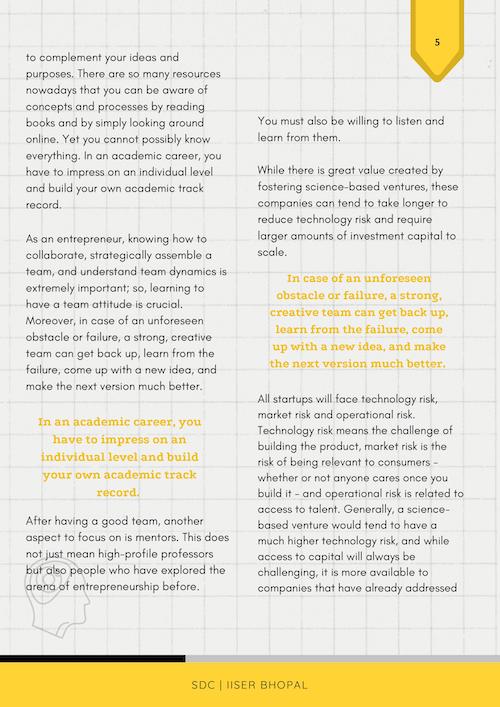 5
to complement your ideas and
purposes. There are so many resources
nowadays that you can be aware of
concepts and processes by reading
books and by simply looking around
online. Yet you cannot possibly know
everything. In an academic career, you
have to impress on an individual level
and build your own academic track
record.
As an entrepreneur, knowing how to
collaborate, strategically assemble a
team, and understand team dynamics is
extremely important; so, learning to
have a team attitude is crucial.
Moreover, in case of an unforeseen
obstacle or failure, a strong, creative
team can get back up, learn from the
failure, come up with a new idea, and
make the next version much better.
In an academic career, you
have to impress on an
individual level and build
your own academic track
record.
After having a good team, another
aspect to focus on is mentors. This does
not just mean high-profile professors
but also people who have explored the
arena of entrepreneurship before.
You must also be willing to listen and
learn from them.
While there is great value created by
fostering science-based ventures, these
companies can tend to take longer to
reduce technology risk and require
larger amounts of investment capital to
scale.
In case of an unforeseen
obstacle or failure, a strong,
creative team can get back up,
learn from the failure, come
up with a new idea, and make
the next version much better.
All startups will face technology risk,
market risk and operational risk.
Technology risk means the challenge of
building the product, market risk is the
risk of being relevant to consumers -
whether or not anyone cares once you
build it - and operational risk is related to
access to talent. Generally, a science-
based venture would tend to have a
much higher technology risk, and while
access to capital will always be
challenging, it is more available to
companies that have already addressed
SDC | IISER BHOPAL